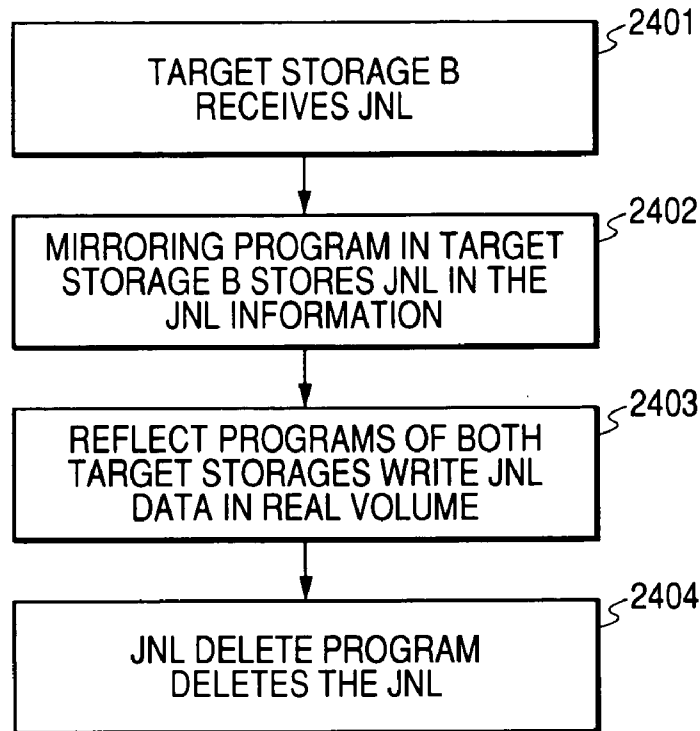 2401
TARGET STORAGE B
RECEIVES JNL
2402
MIRRORING PROGRAM IN TARGET
STORAGE B STORES JNL IN THE
JNL INFORMATION
2403
REFLECT PROGRAMS OF BOTH
TARGET STORAGES WRITE JNL
DATA IN REAL VOLUME
2404
JNL DELETE PROGRAM
DELETES THE JNL